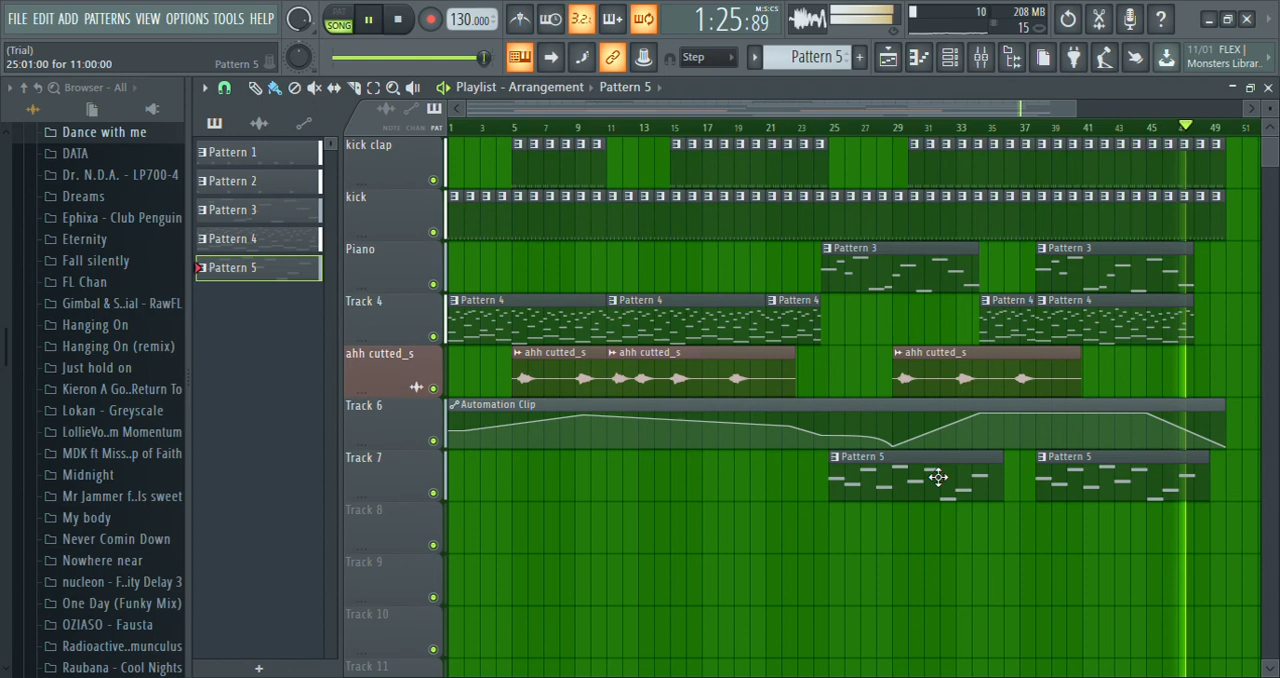 FILE EDIT ADD PATTERNS VIEW OPTIONS TOOLS HELP
PAT
SONG
130.000
3.2.
1:25:89
M:S:CS
10
208 MB
15
(Trial)
25:01:00 for 11:00:00
Pattern 5
Step
Pattern 5
11/01 FLEX |
Monsters Librar..
Browser - All
Playlist - Arrangement
Pattern 5
NOTE CHAN PAT
1 3 5 7 9 11 13 15 17 19 21 23 25 27 29 31 33 35 37 39 41 43 45 49 51
Dance with me
DATA
Dr. N.D.A. - LP700-4
Dreams
Ephixa - Club Penguin
Eternity
Fall silently
FL Chan
Gimbal & S..ial - RawFL
Hanging On
Hanging On (remix)
Just hold on
Kieron A Go..Return To
Lokan - Greyscale
LollieVo..m Momentum
MDK ft Miss..p of Faith
Midnight
Mr Jammer f..Is sweet
My body
Never Comin Down
Nowhere near
nucleon - F..ity Delay 3
One Day (Funky Mix)
OZIASO - Fausta
Radioactive..munculus
Raubana - Cool Nights
Pattern 1
Pattern 2
Pattern 3
Pattern 4
Pattern 5
kick clap
kick
Piano
Pattern 3
Pattern 3
Track 4
Pattern 4
Pattern 4
Pattern 4
Pattern 4
Pattern 4
ahh cutted_s
ahh cutted_s
ahh cutted_s
ahh cutted_s
Track 6
Automation Clip
Track 7
Pattern 5
Pattern 5
Track 8
Track 9
Track 10
Track 11